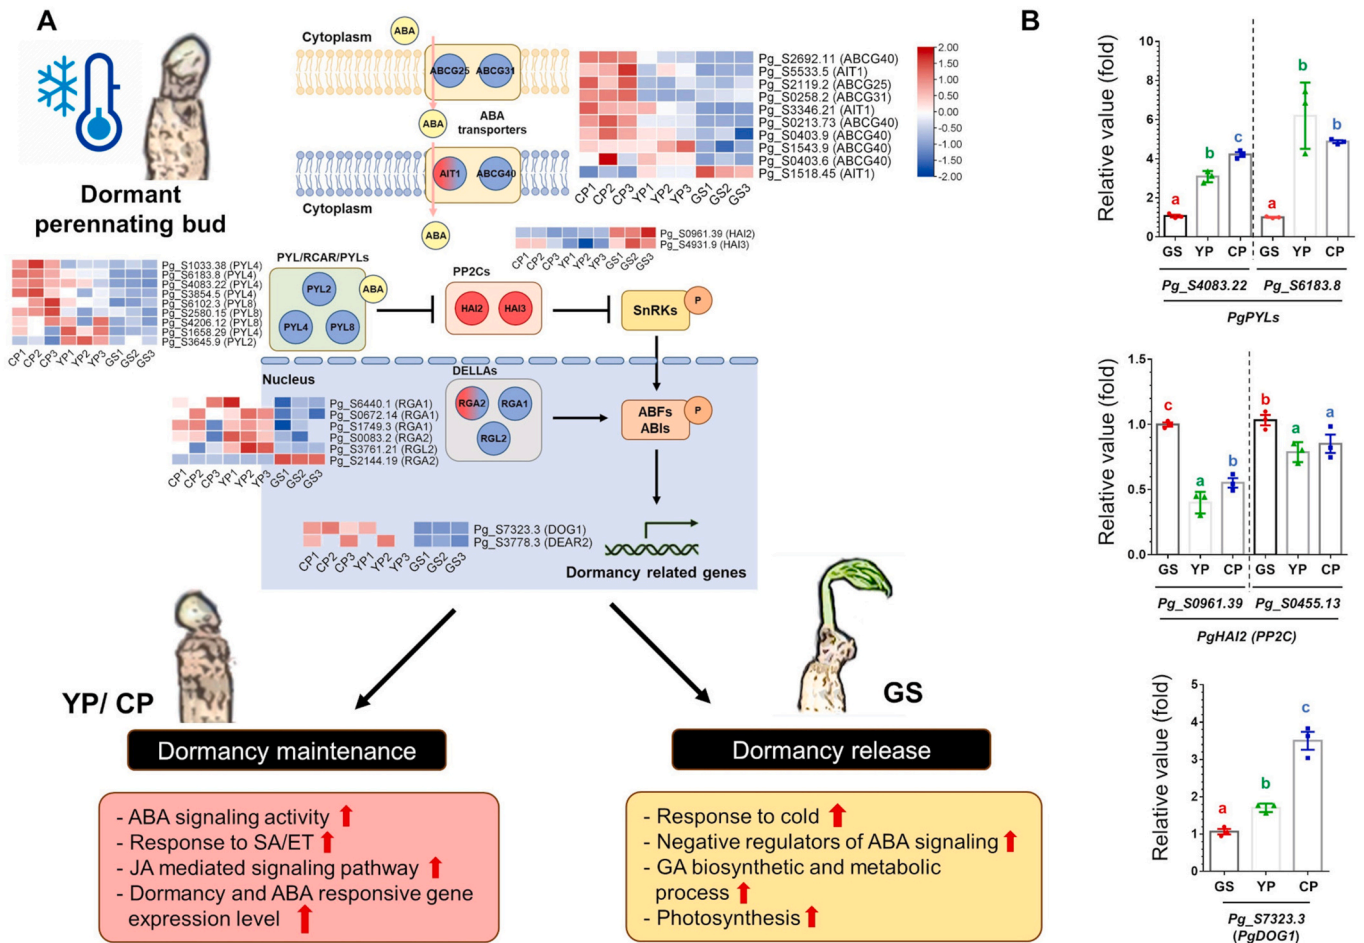 A
Cytoplasm
ABA
ABCG25
ABCG31
ABA
ABA
transporters
AIT1
ABCG40
Cytoplasm
ABA
Dormant
perennating bud
Pg_S2692.11 (ABCG40)
Pg_S5533.5 (AIT1)
Pg_S2119.2 (ABCG25)
Pg_S0258.2 (ABCG31)
Pg_S3346.21 (AIT1)
Pg_S0213.73 (ABCG40)
Pg_S0403.9 (ABCG40)
Pg_S1543.9 (ABCG40)
Pg_S0403.6 (ABCG40)
Pg_S1518.45 (AIT1)
CP1 CP2 CP3 YP1 YP2 YP3 GS1 GS2 GS3
2.00
1.50
1.00
0.50
0.00
-0.50
-1.00
-1.50
-2.00
Pg_S0961.39 (HAI2)
Pg_S4931.9 (HAI3)
CP1 CP2 CP3 YP1 YP2 YP3 GS1 GS2 GS3
Pg_S1033.38 (PYL4)
Pg_S6183.8 (PYL4)
Pg_S4083.22 (PYL4)
Pg_S3854.5 (PYL4)
Pg_S6102.3 (PYL8)
Pg_S2580.15 (PYL8)
Pg_S4206.12 (PYL8)
Pg_S1658.29 (PYL4)
Pg_S3645.9 (PYL2)
CP1 CP2 CP3 YP1 YP2 YP3 GS1 GS2 GS3
PYL/RCAR/PYLs
PYL2
ABA
PYL4
PYL8
PP2Cs
HAI2
HAI3
SnRKs
P
Nucleus
Pg_S6440.1 (RGA1)
Pg_S0672.14 (RGA1)
Pg_S1749.3 (RGA1)
Pg_S0083.2 (RGA2)
Pg_S3761.21 (RGL2)
Pg_S2144.19 (RGA2)
CP1 CP2 CP3 YP1 YP2 YP3 GS1 GS2 GS3
DELLAs
RGA2
RGA1
RGL2
ABFs
ABIs
P
Pg_S7323.3 (DOG1)
Pg_S3778.3 (DEAR2)
CP1 CP2 CP3 YP1 YP2 YP3 GS1 GS2 GS3
Dormancy related genes
YP/ CP
GS
Dormancy maintenance
- ABA signaling activity
- Response to SA/ET
- JA mediated signaling pathway
- Dormancy and ABA responsive gene
expression level
Dormancy release
- Response to cold
- Negative regulators of ABA signaling
- GA biosynthetic and metabolic
process
- Photosynthesis
B
Relative value (fold)
10
8
6
4
2
0
a b c a b b
GS YP CP GS YP CP
Pg_S4083.22 Pg_S6183.8
PgPYLs
Relative value (fold)
1.5
1.0
0.5
0.0
c a b b a a
GS YP CP GS YP CP
Pg_S0961.39 Pg_S0455.13
PgHAI2 (PP2C)
Relative value (fold)
5
4
3
2
1
0
a b c
GS YP CP
Pg_S7323.3
(PgDOG1)